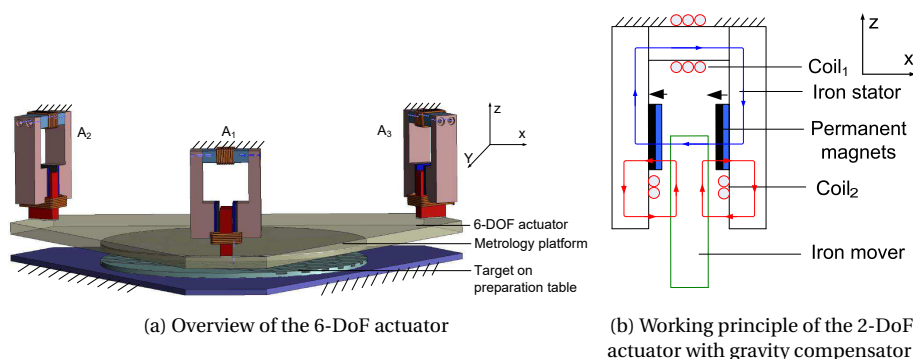 A₂
A₁
A₃
z
x
Y
6-DOF actuator
Metrology platform
Target on
preparation table
(a) Overview of the 6-DoF actuator
z
x
Coil₁
Iron stator
Permanent
magnets
Coil₂
Iron mover
(b) Working principle of the 2-DoF
actuator with gravity compensator